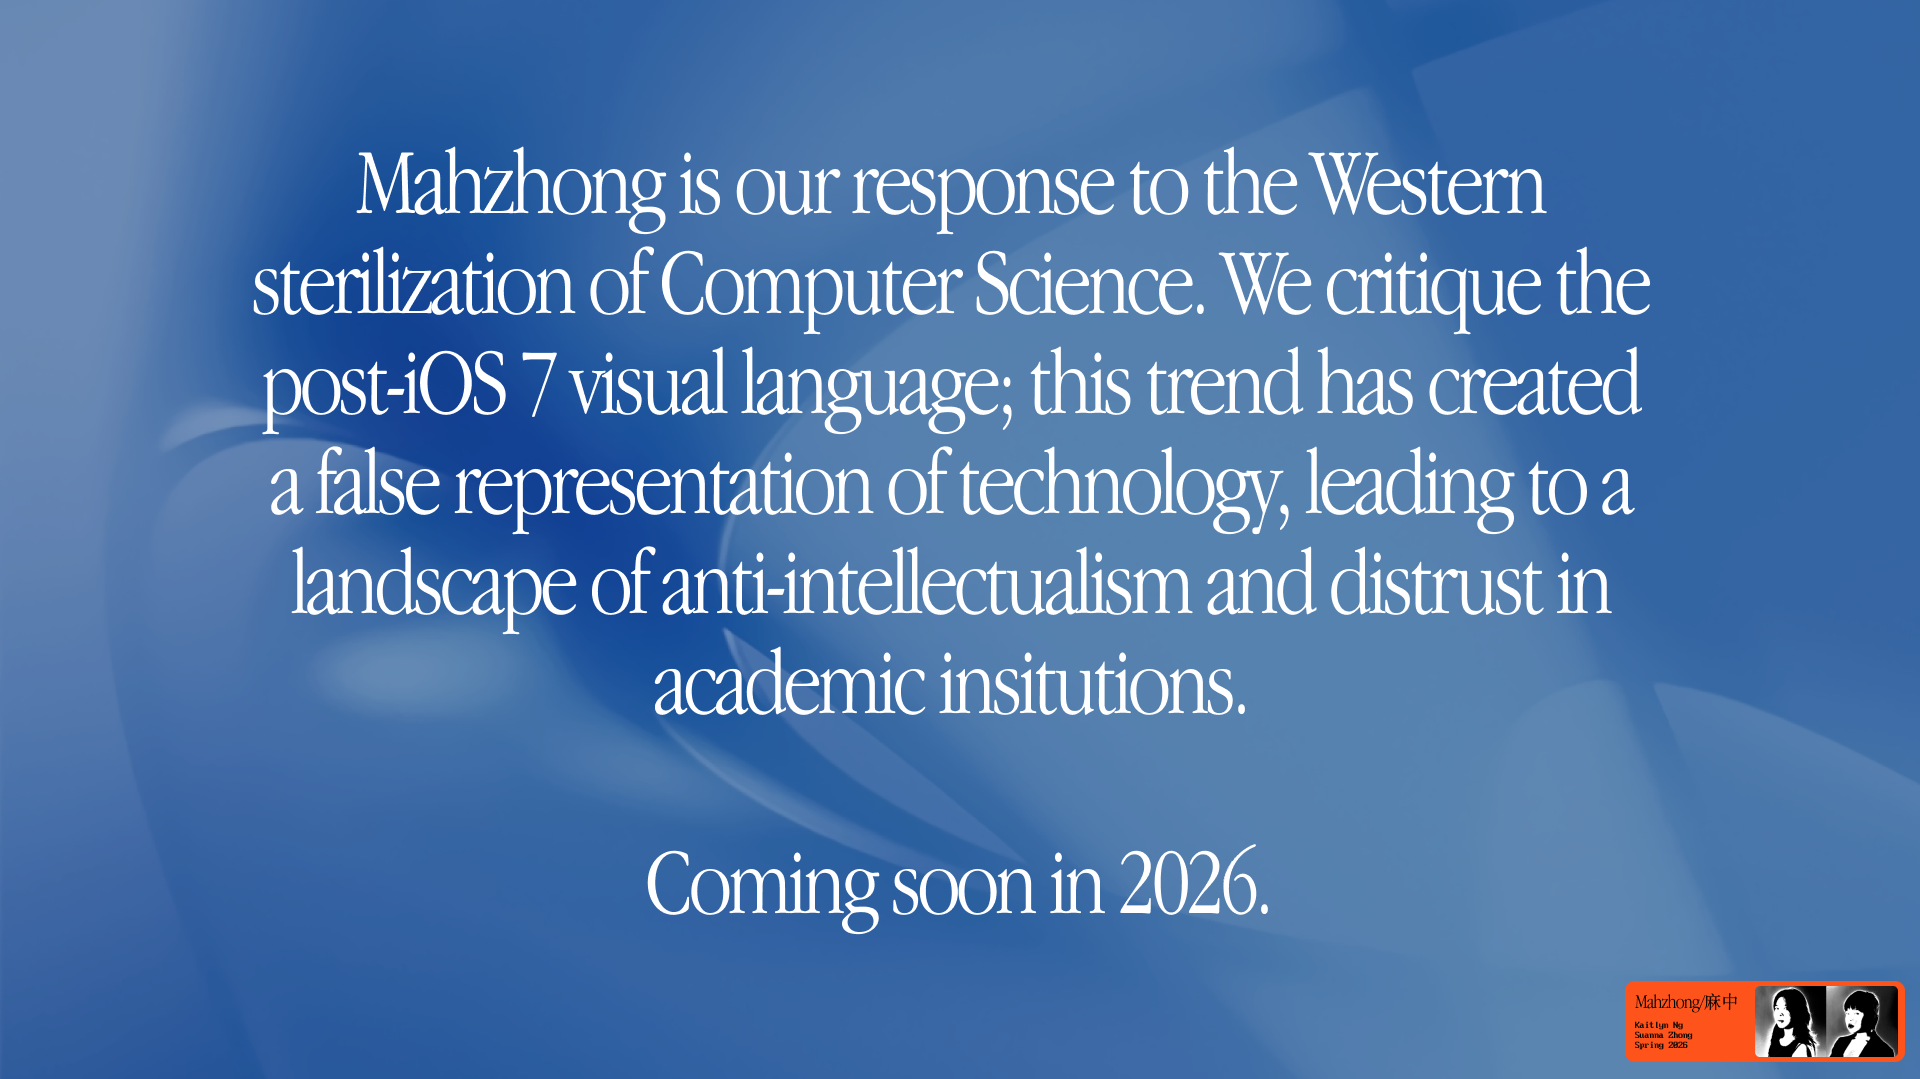 Mahzhong is our response to the Western
sterilization of Computer Science. We critique the
post-iOS 7 visual language; this trend has created
a false representation of technology, leading to a
landscape of anti-intellectualism and distrust in
academic insitutions.
Coming soon in 2026.
Mahzhong/麻中
Kaitlyn Ng
Suanna Zhong
Spring 2026